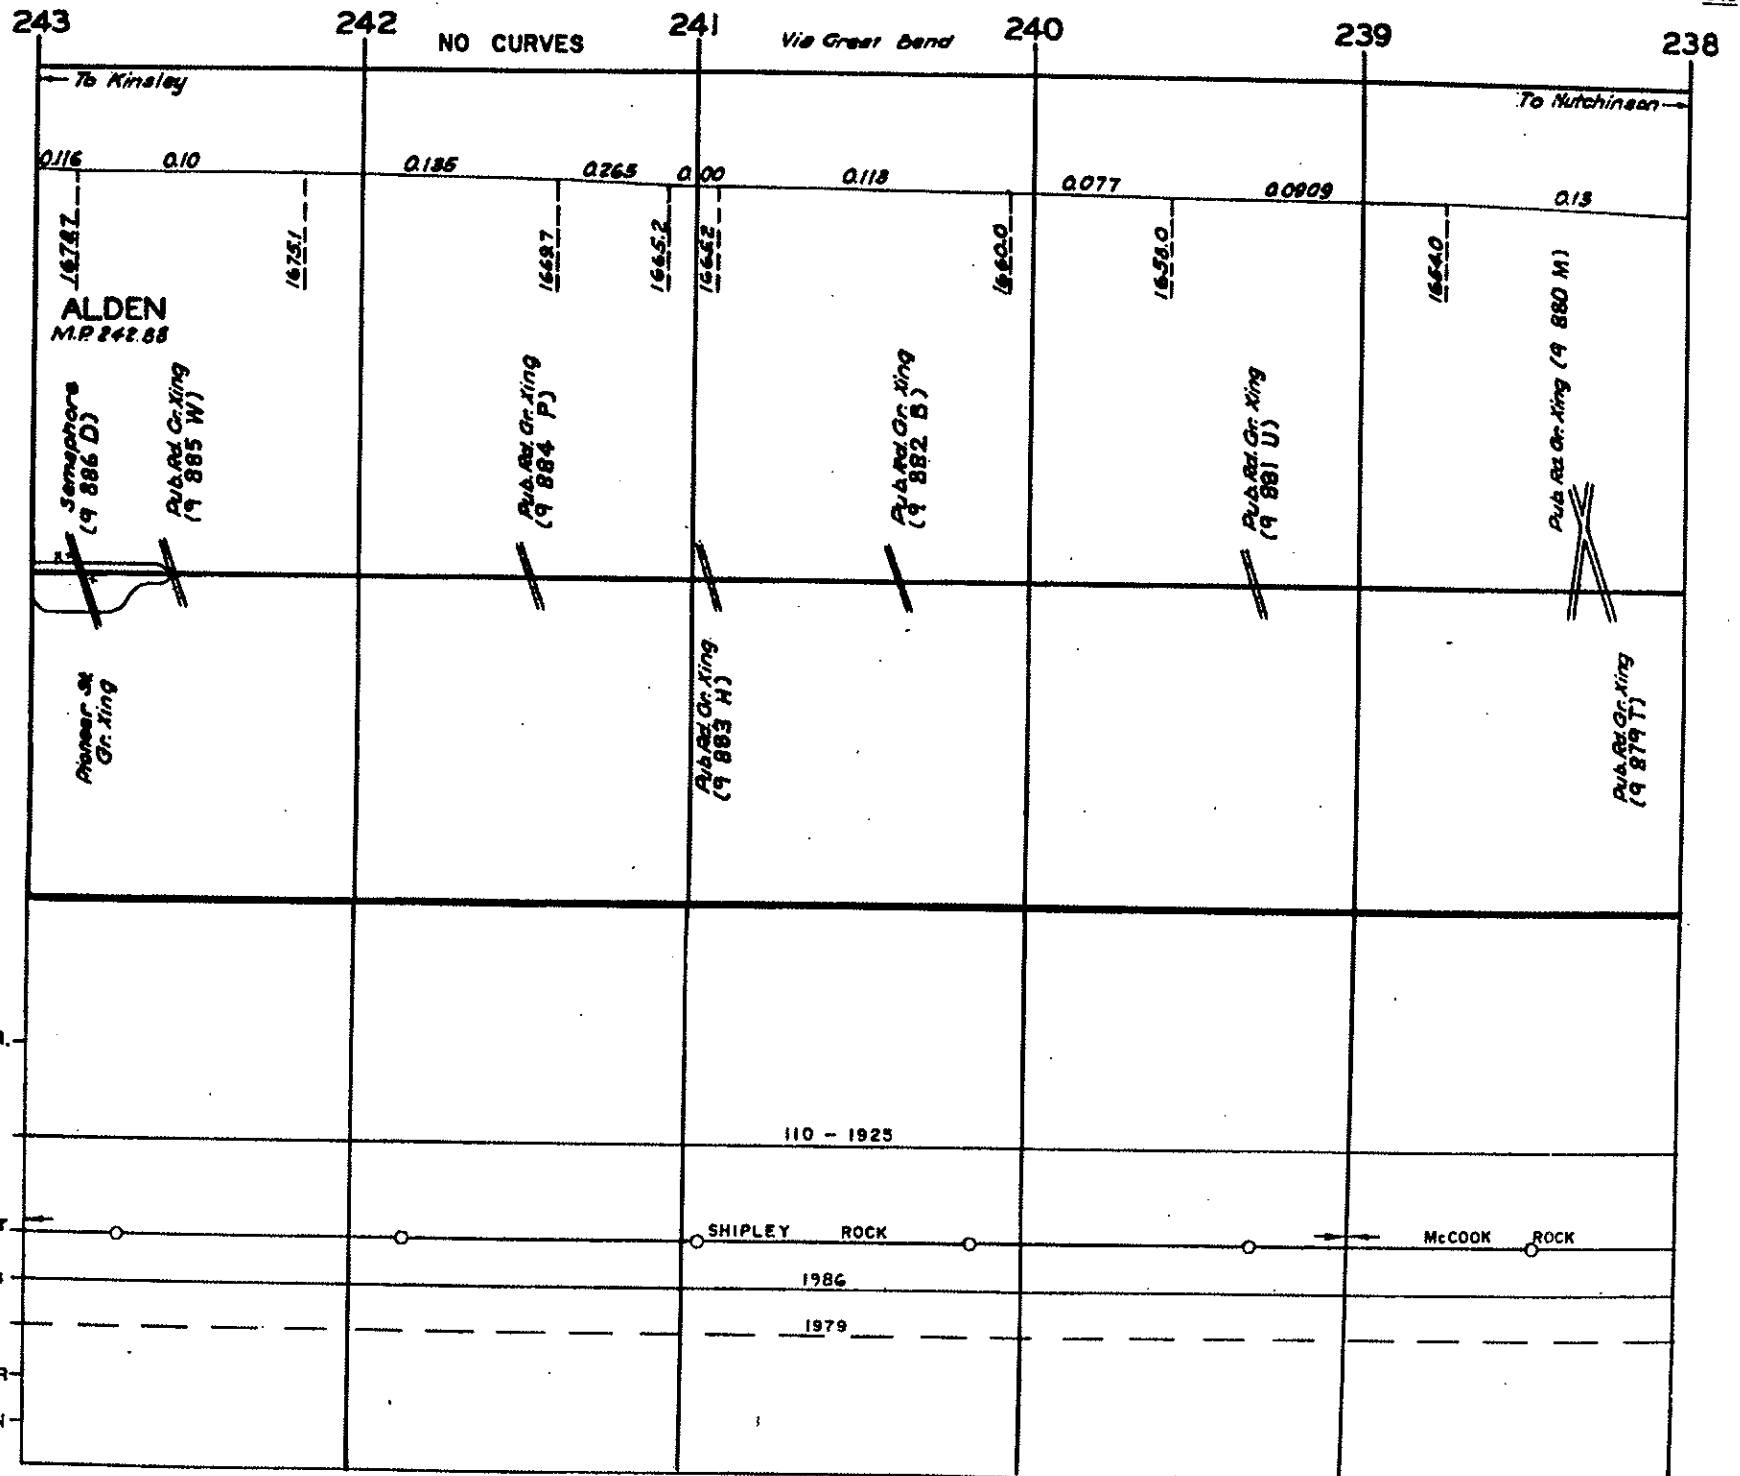 243 242 241 240 239 238
NO CURVES Via Great Bend
To Kinsley To Hutchinson
0.116 0.10 0.135 0.265 0.00 0.113 0.077 0.0909 0.13
1675.1 1669.7 1665.2 1665.2 1660.0 1658.0 1654.0
ALDEN
M.P. 242.88
Semaphore
(9 886 D)
Pub. Rd. Gr. Xing
(9 885 W)
Pub. Rd. Gr. Xing
(9 884 P)
Pub. Rd. Gr. Xing
(9 882 B)
Pub. Rd. Gr. Xing
(9 881 U)
Pub. Rd. Gr. Xing (9 880 M)
Pioneer St.
Gr. Xing
Pub. Rd. Gr. Xing
(9 883 H)
Pub. Rd. Gr. Xing
(9 879 T)
110 - 1925
SHIPLEY ROCK McCOOK ROCK
1986
1979